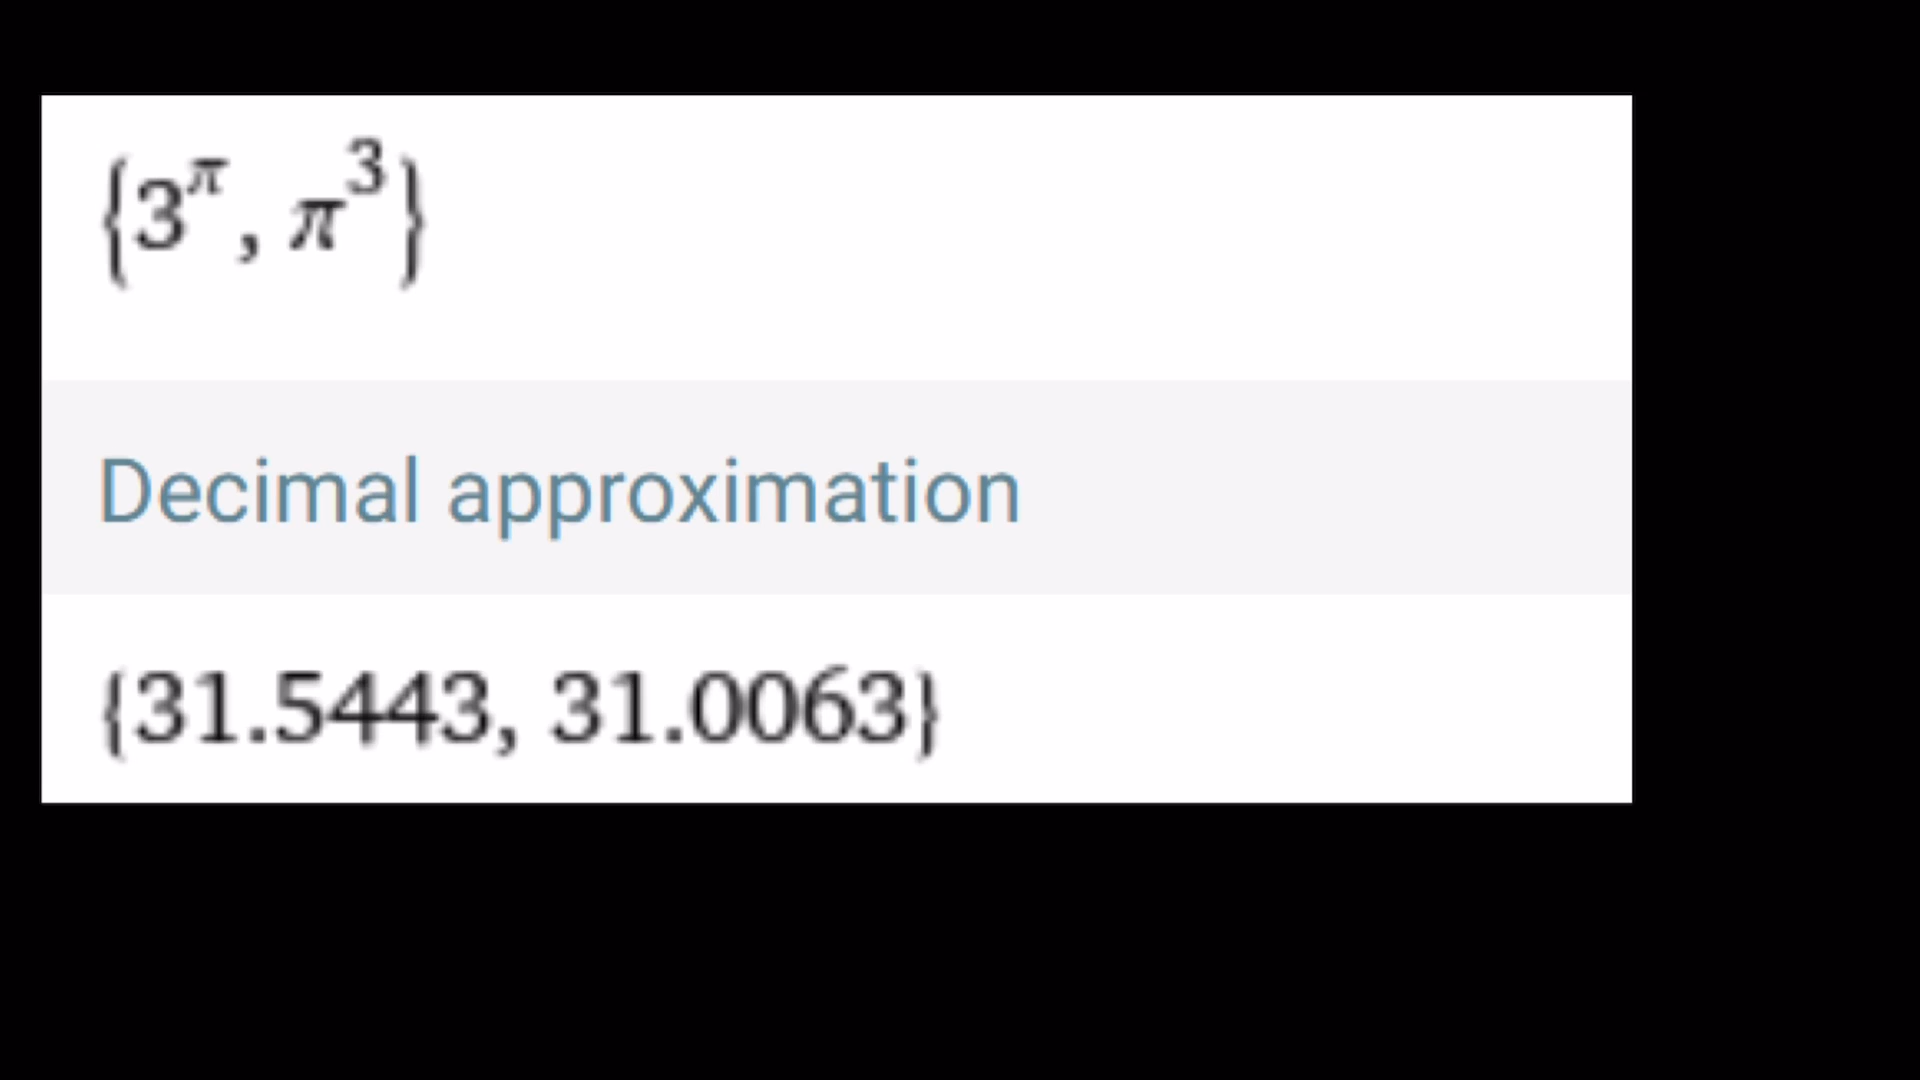 {3^π, π^3}
Decimal approximation
{31.5443, 31.0063}